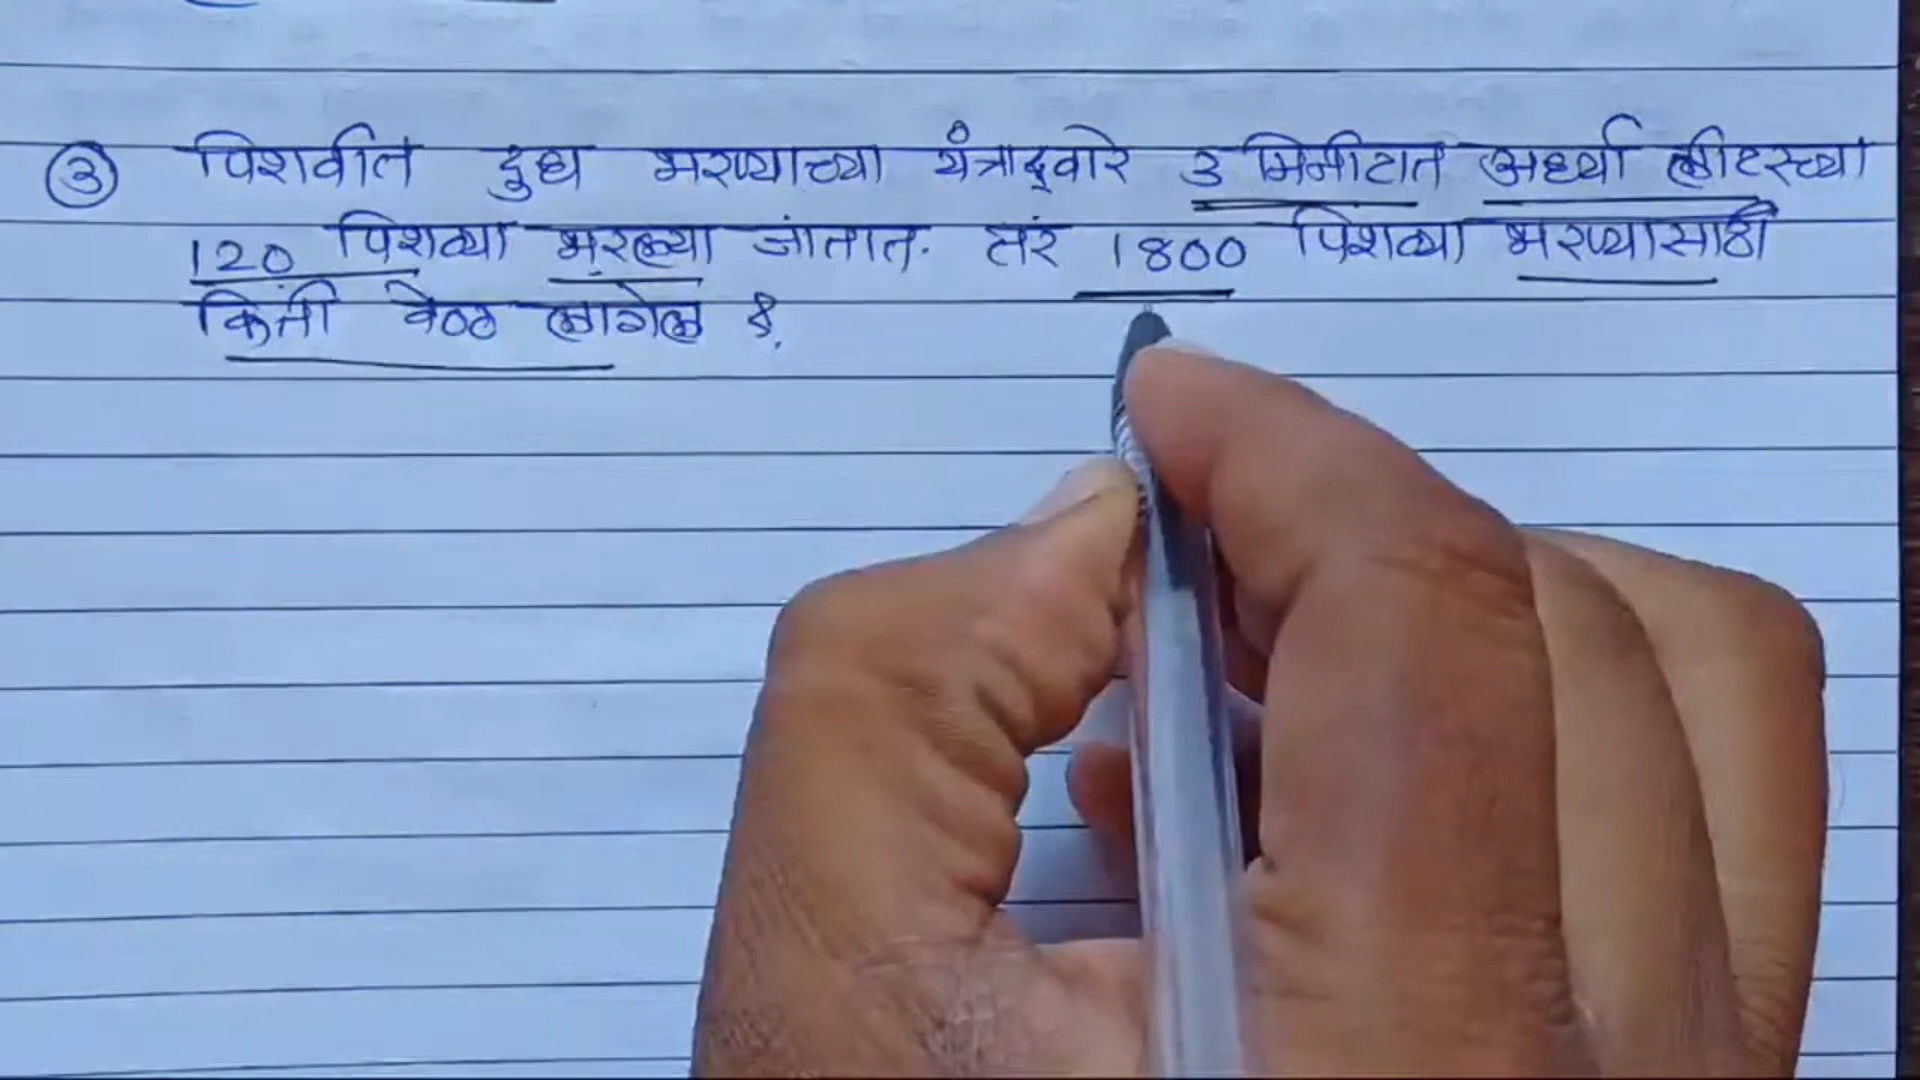 ③ पिशवीत दुध भरण्याच्या यंत्राद्वारे 3 मिनीटात अर्ध्या लीटरच्या
120 पिशव्या भरल्या जातात. तर 1800 पिशव्या भरण्यासाठी
किती वेळ लागेल ?